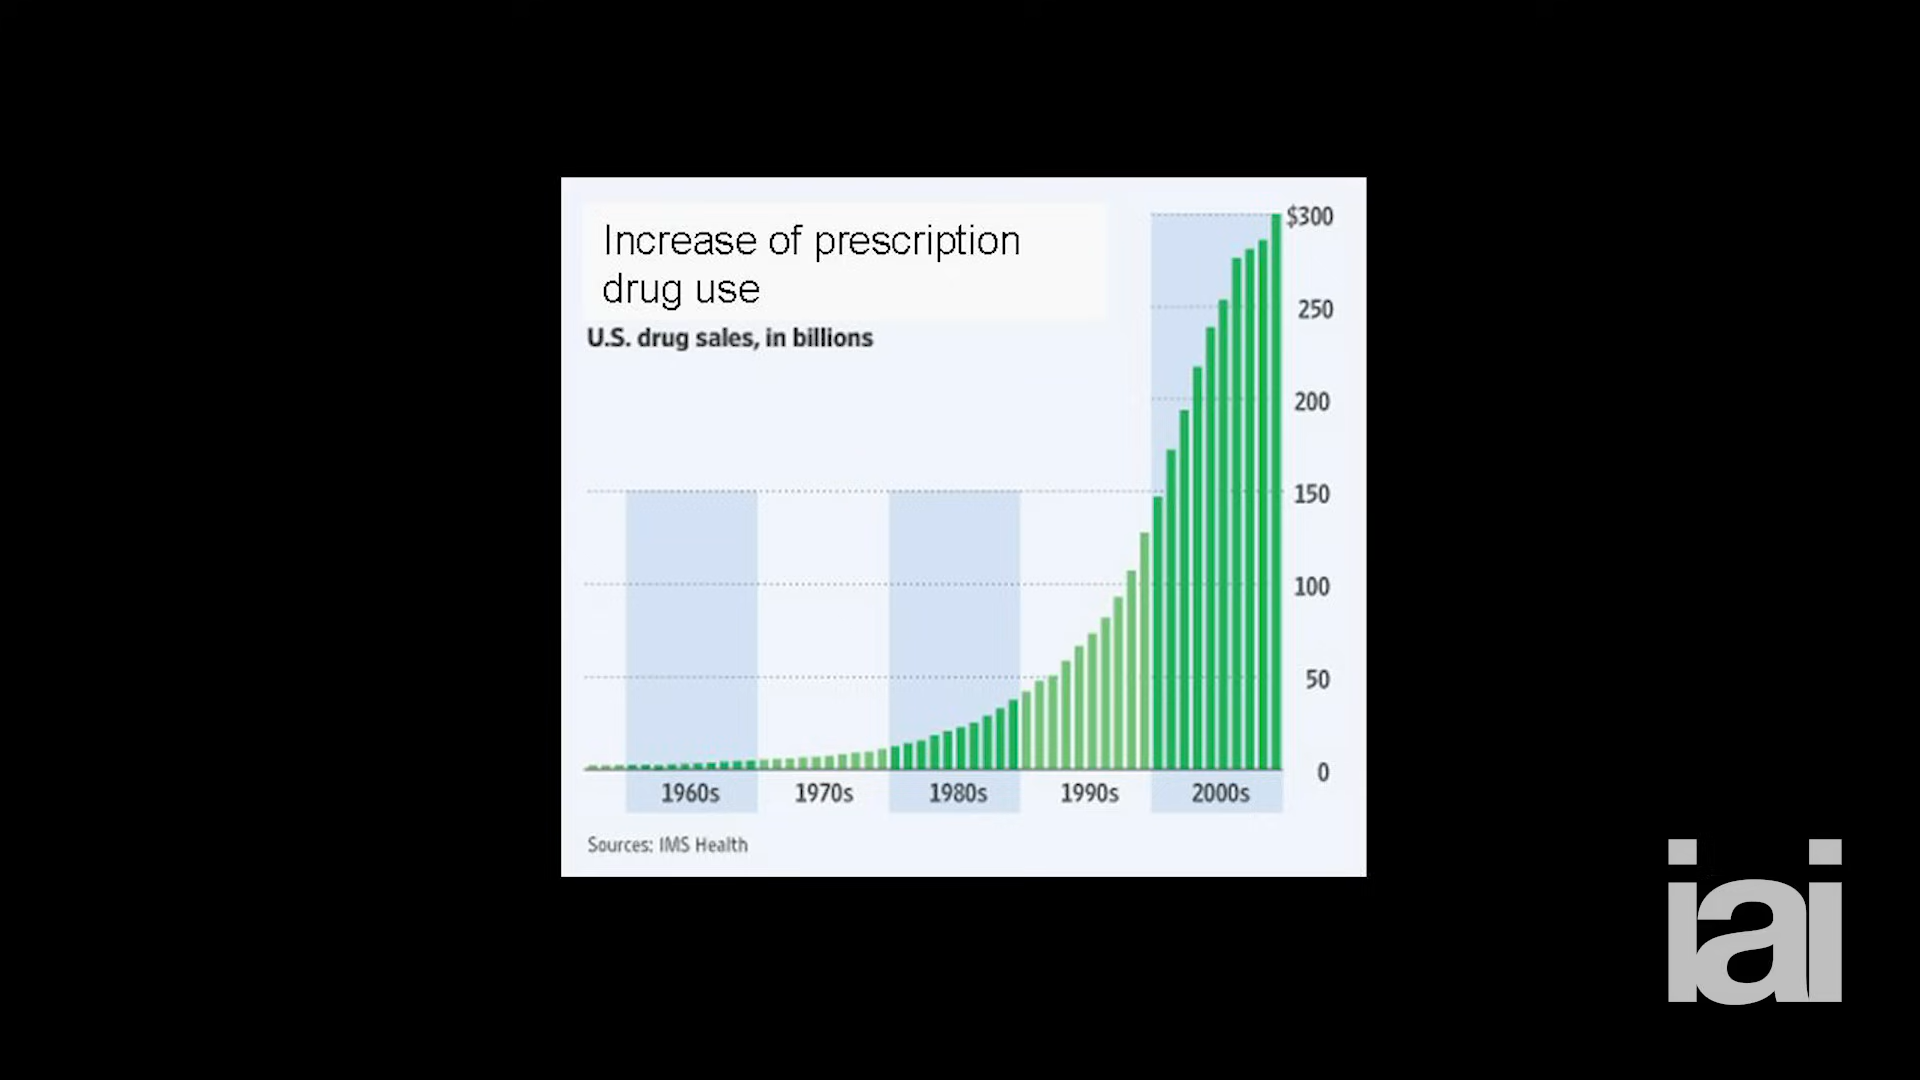 Increase of prescription
drug use
U.S. drug sales, in billions
$300
250
200
150
100
50
0
1960s 1970s 1980s 1990s 2000s
Sources: IMS Health
iai